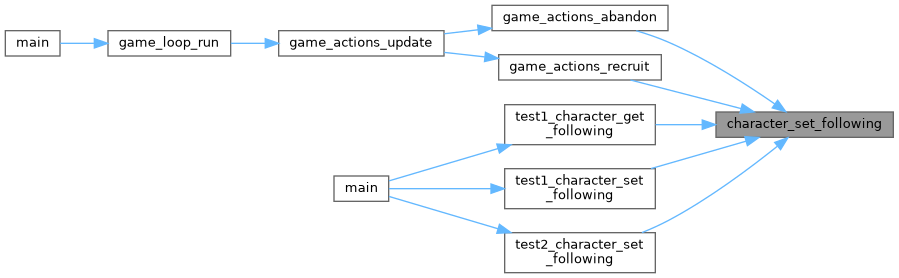 main
game_loop_run
game_actions_update
game_actions_abandon
game_actions_recruit
test1_character_get
_following
main
test1_character_set
_following
test2_character_set
_following
character_set_following